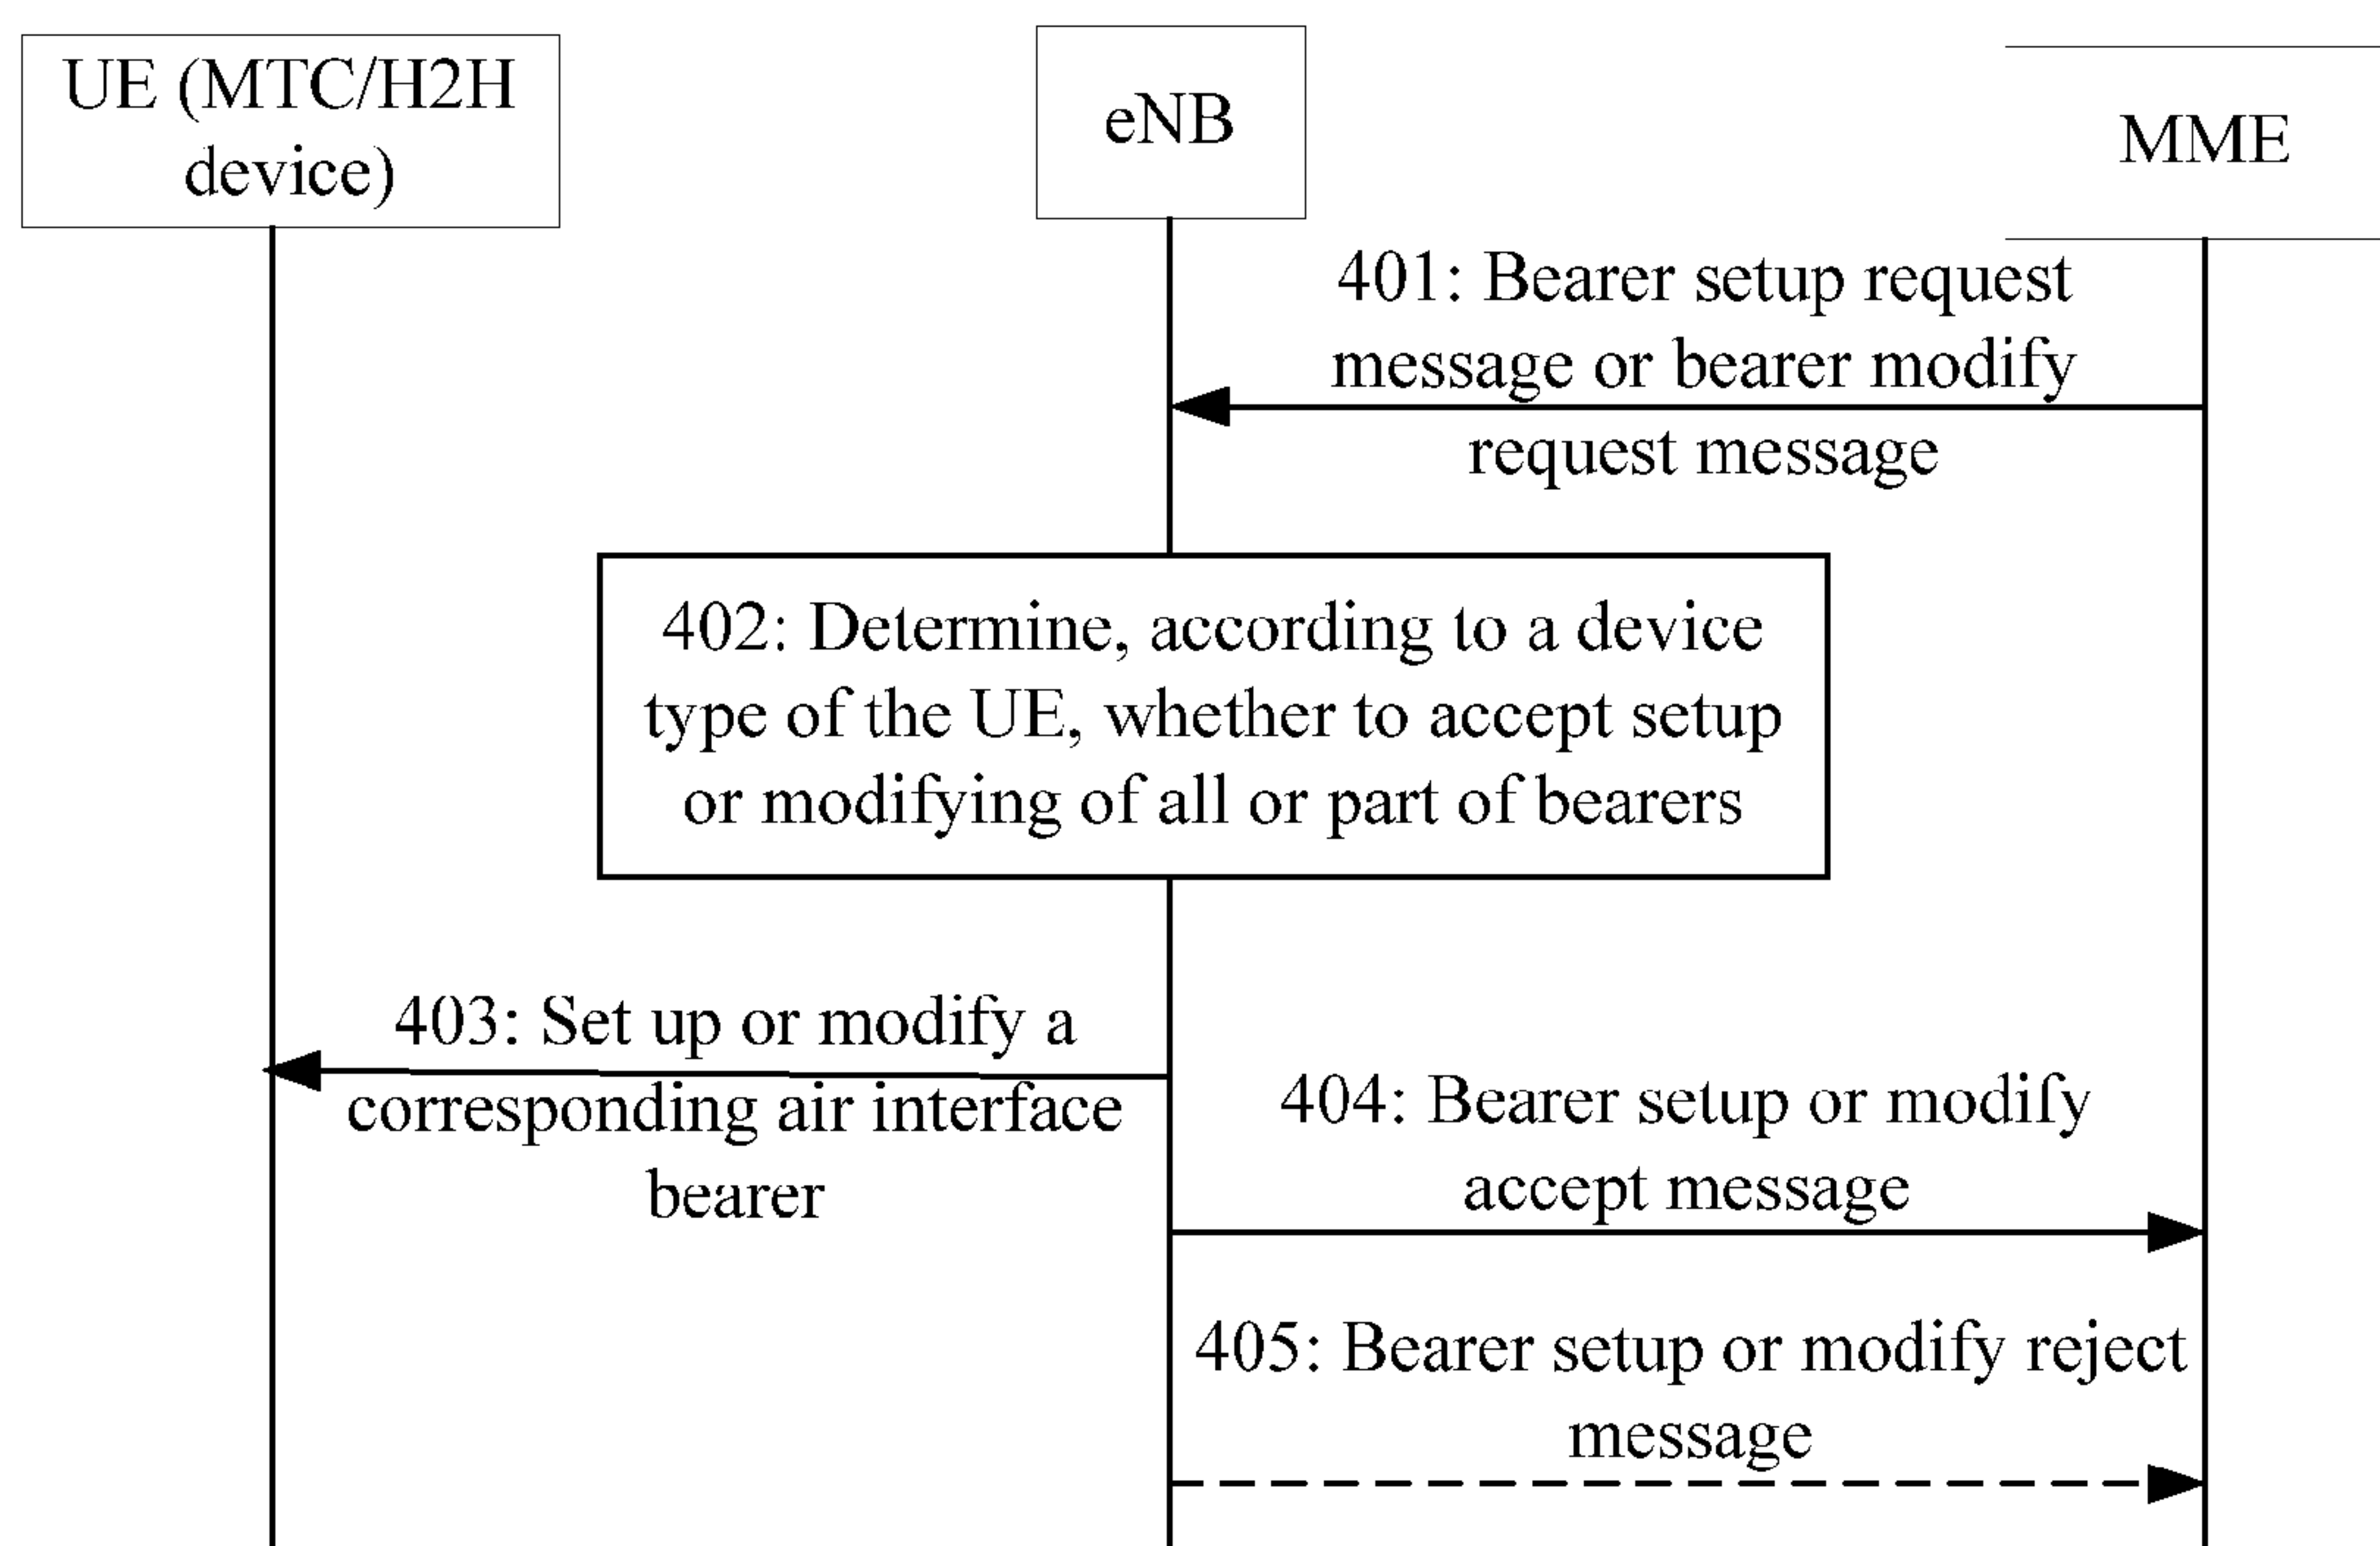 UE (MTC/H2H
device)
eNB
MME
401: Bearer setup request
message or bearer modify
request message
402: Determine, according to a device
type of the UE, whether to accept setup
or modifying of all or part of bearers
403: Set up or modify a
corresponding air interface
bearer
404: Bearer setup or modify
accept message
405: Bearer setup or modify reject
message